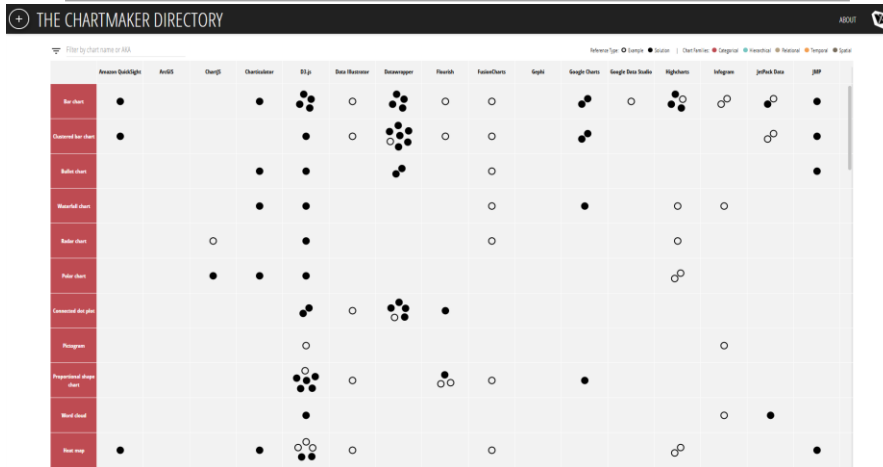 THE CHARTMAKER DIRECTORY
ABOUT
Filter by chart name or AKA
Reference Type: Example Solution | Chart Families: Categorical Hierarchical Relational Temporal Spatial
Amazon QuickSight ArcGIS ChartJS Charticulator D3.js Data Illustrator Datawrapper Flourish FusionCharts Gephi Google Charts Google Data Studio Highcharts Infogram JetPack Data JMP
Bar chart
Clustered bar chart
Bullet chart
Waterfall chart
Radar chart
Polar chart
Connected dot plot
Pictogram
Proportional shape
chart
Word cloud
Heat map